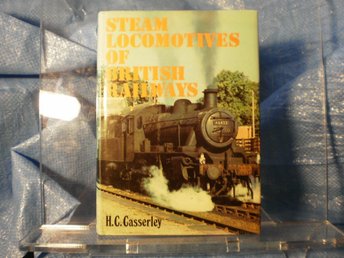 STEAM
LOCOMOTIVES
OF
BRITISH
RAILWAYS
H.C. Casserley